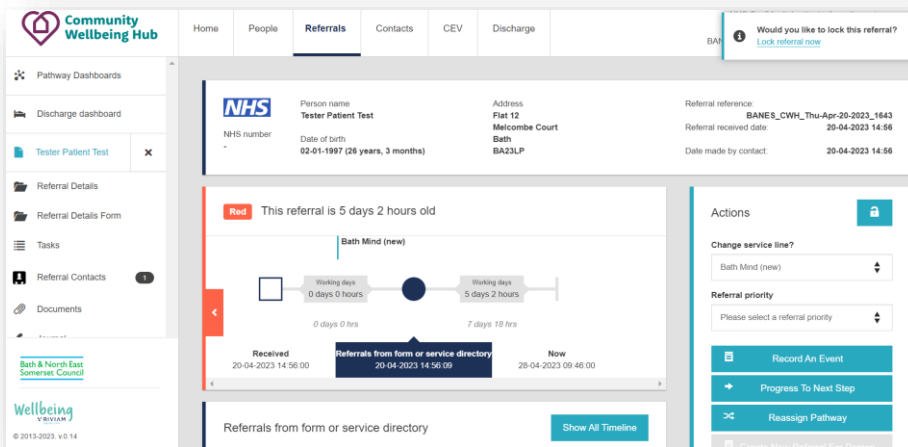 Community
Wellbeing Hub
Home
People
Referrals
Contacts
CEV
Discharge
BAN
Would you like to lock this referral?
Lock referral now
Pathway Dashboards
Discharge dashboard
Tester Patient Test
Referral Details
Referral Details Form
Tasks
Referral Contacts
1
Documents
Bath & North East
Somerset Council
Wellbeing
VIRIVIAM
© 2013-2023. v.0.14
NHS
NHS number
-
Person name
Tester Patient Test
Date of birth
02-01-1997 (26 years, 3 months)
Address
Flat 12
Melcombe Court
Bath
BA23LP
Referral reference:
BANES_CWH_Thu-Apr-20-2023_1643
Referral received date: 20-04-2023 14:56
Date made by contact: 20-04-2023 14:56
Red This referral is 5 days 2 hours old
Bath Mind (new)
Working days
0 days 0 hours
Working days
5 days 2 hours
0 days 0 hrs
7 days 18 hrs
Received
20-04-2023 14:56:00
Referrals from form or service directory
20-04-2023 14:56:09
Now
28-04-2023 09:46:00
Referrals from form or service directory
Show All Timeline
Actions
Change service line?
Bath Mind (new)
Referral priority
Please select a referral priority
Record An Event
Progress To Next Step
Reassign Pathway
Create New Referral For Person